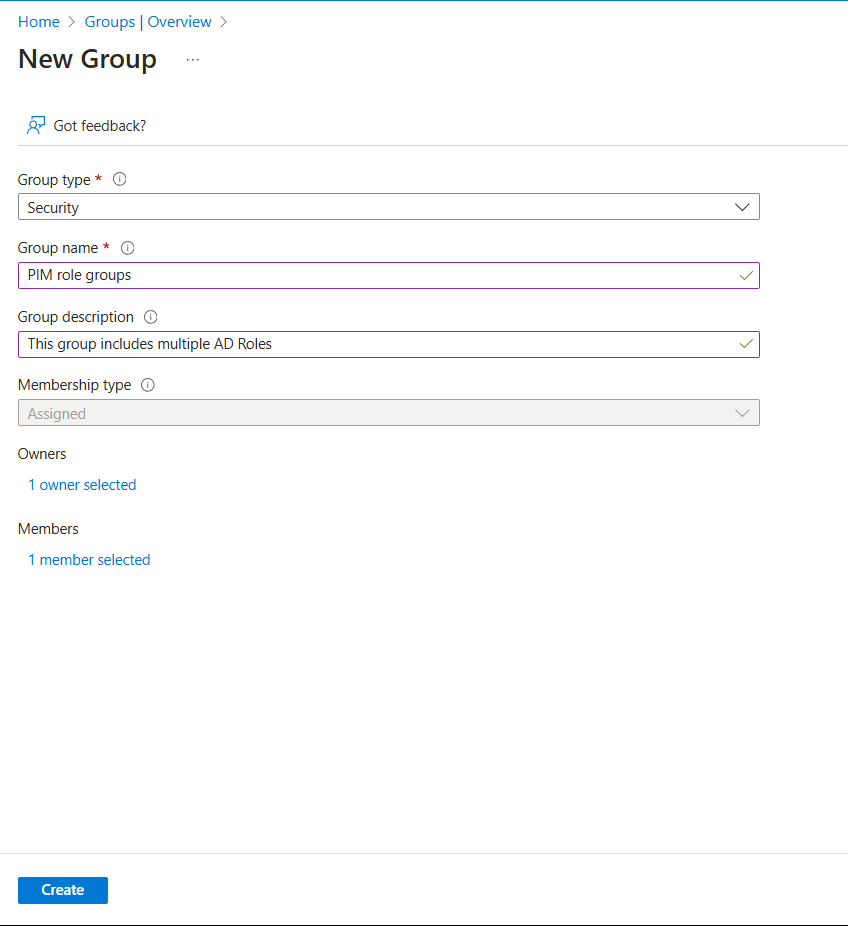 Home > Groups | Overview >
New Group ...
Got feedback?
Group type *
Security
Group name *
PIM role groups
Group description
This group includes multiple AD Roles
Membership type
Assigned
Owners
1 owner selected
Members
1 member selected
Create